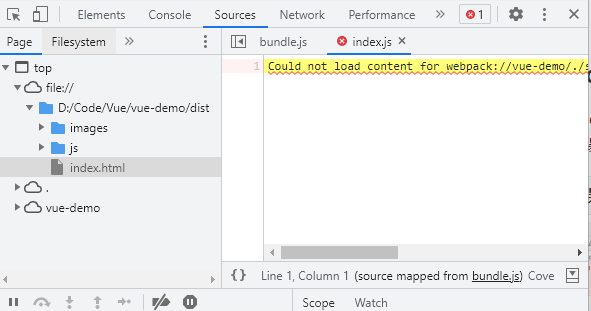 Elements Console Sources Network Performance » 1
Page Filesystem »
bundle.js index.js
top
file://
D:/Code/Vue/vue-demo/dist
images
js
index.html
.
vue-demo
1 Could not load content for webpack://vue-demo/./s
{} Line 1, Column 1 (source mapped from bundle.js) Cove
Scope Watch